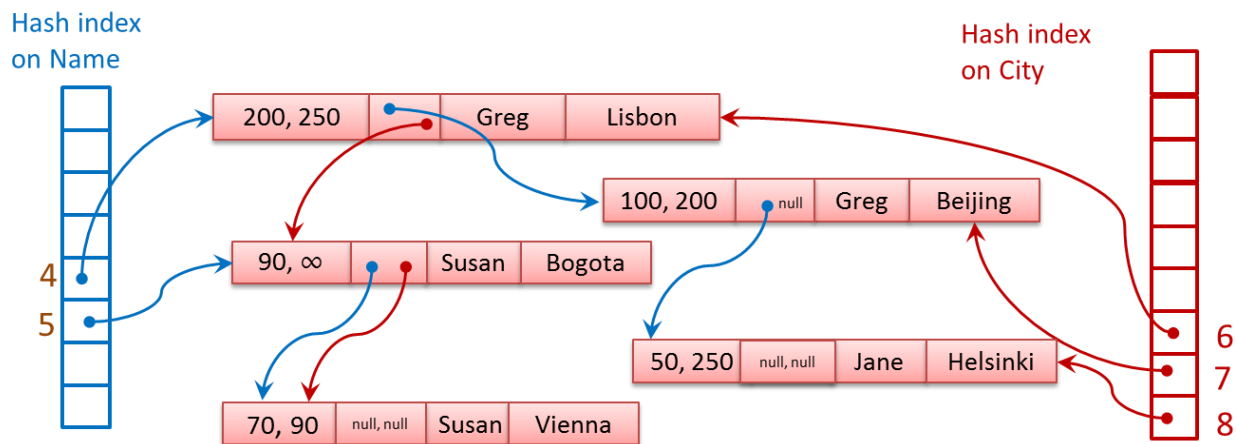 Hash index
on Name
Hash index
on City
200, 250 Greg Lisbon
100, 200 null Greg Beijing
90, ∞ Susan Bogota
4
5
50, 250 null, null Jane Helsinki
6
7
8
70, 90 null, null Susan Vienna